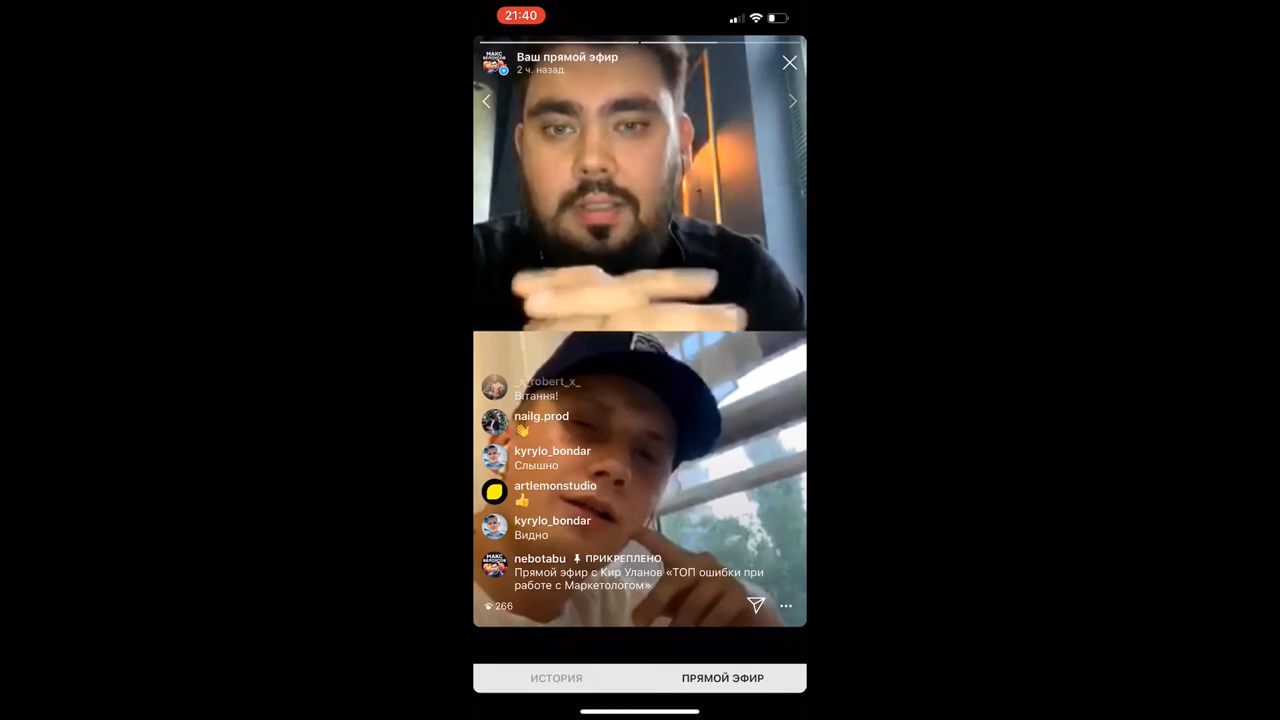 21:40
Ваш прямой эфир
2 ч. назад
_x_robert_x_
Вітання!
nailg.prod
👋
kyrylo_bondar
Слышно
artlemonstudio
👍
kyrylo_bondar
Видно
nebotabu ПРИКРЕПЛЕНО
Прямой эфир с Кир Уланов «ТОП ошибки при
работе с Маркетологом»
266
ИСТОРИЯ ПРЯМОЙ ЭФИР